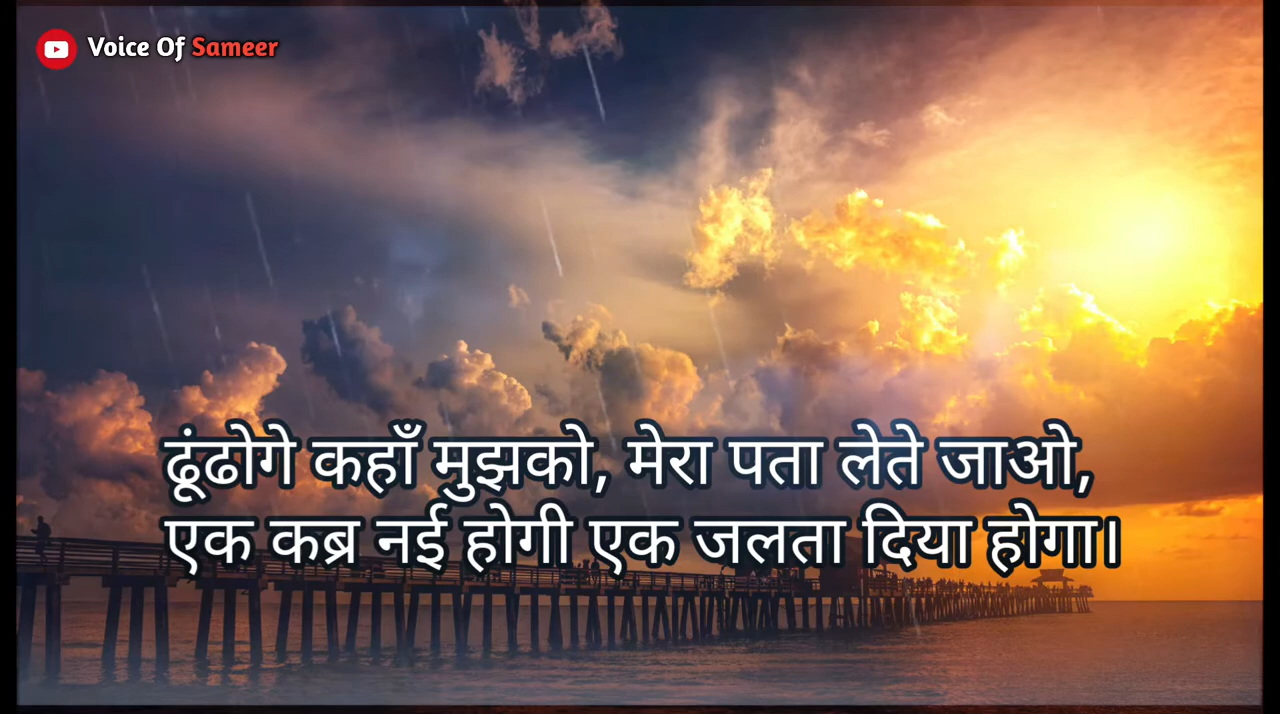 Voice Of Sameer
ढूंढोगे कहाँ मुझको, मेरा पता लेते जाओ,
एक कब्र नई होगी एक जलता दिया होगा।